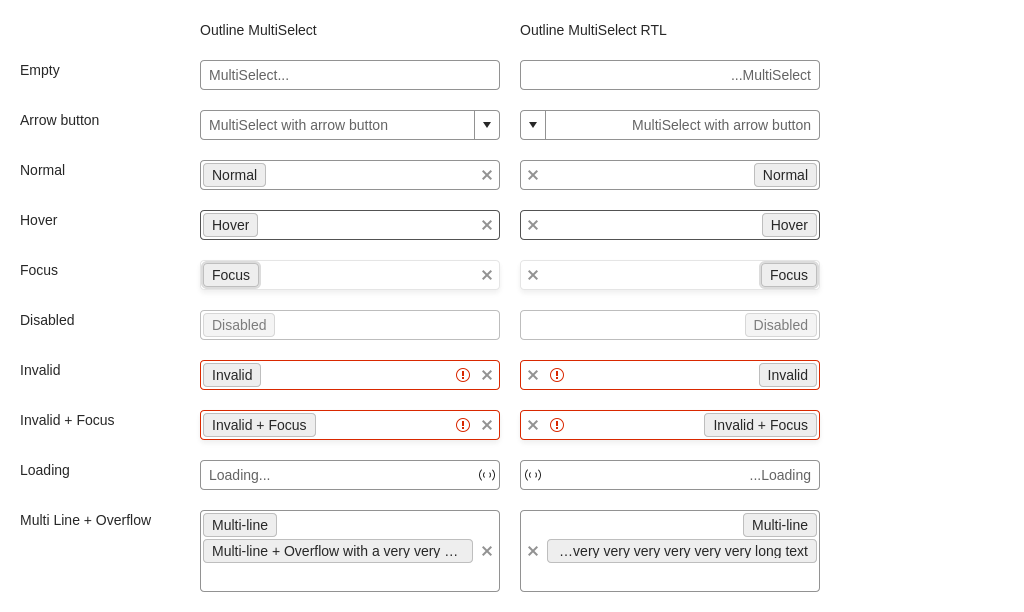 Outline MultiSelect Outline MultiSelect RTL
Empty MultiSelect... ...MultiSelect
Arrow button MultiSelect with arrow button MultiSelect with arrow button
Normal Normal Normal
Hover Hover Hover
Focus Focus Focus
Disabled Disabled Disabled
Invalid Invalid Invalid
Invalid + Focus Invalid + Focus Invalid + Focus
Loading Loading... ...Loading
Multi Line + Overflow Multi-line Multi-line
Multi-line + Overflow with a very very … …very very very very very very long text